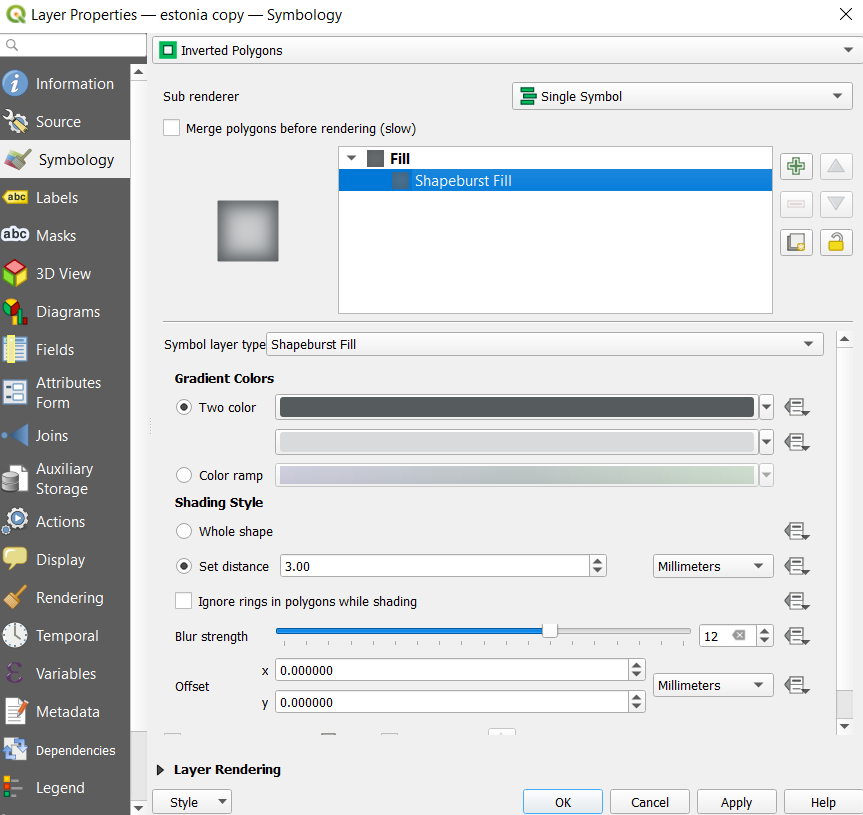 Layer Properties — estonia copy — Symbology
Inverted Polygons
Information
Source
Symbology
abc Labels
abc Masks
3D View
Diagrams
Fields
Attributes
Form
Joins
Auxiliary
Storage
Actions
Display
Rendering
Temporal
Variables
Metadata
Dependencies
Legend
Sub renderer
Single Symbol
Merge polygons before rendering (slow)
Fill
Shapeburst Fill
Symbol layer type Shapeburst Fill
Gradient Colors
Two color
Color ramp
Shading Style
Whole shape
Set distance 3.00 Millimeters
Ignore rings in polygons while shading
Blur strength 12
Offset
x 0.000000
y 0.000000
Millimeters
Layer Rendering
Style OK Cancel Apply Help